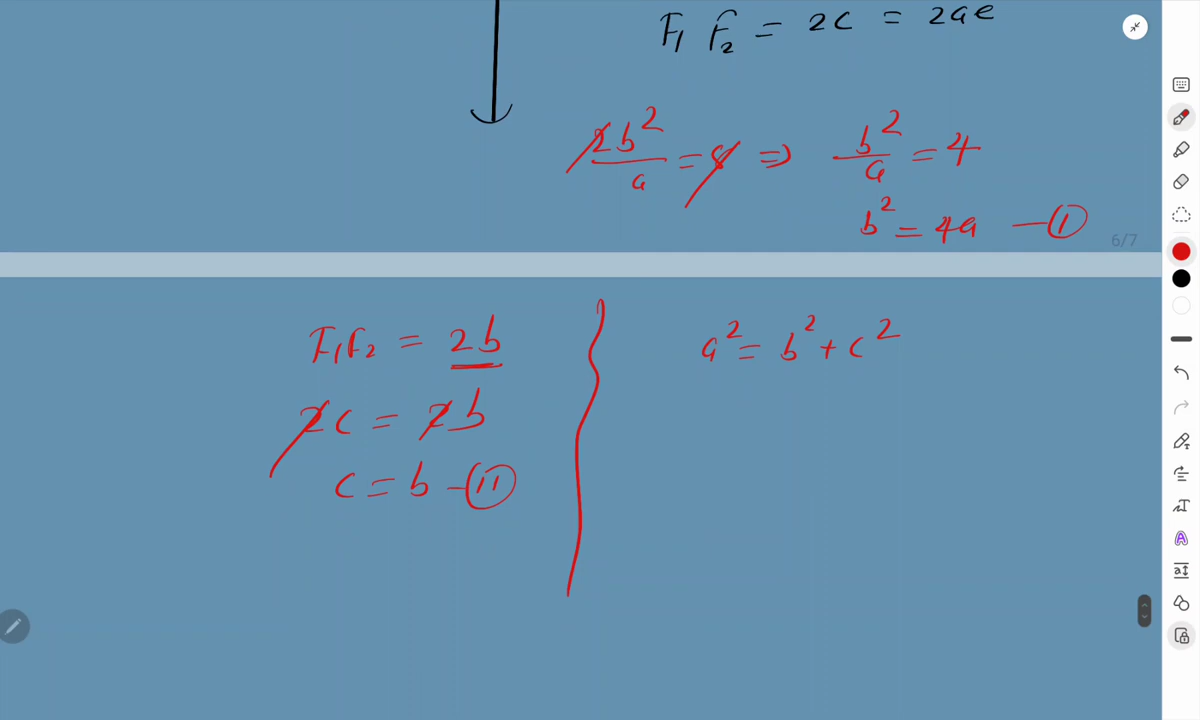 F₁ F₂ = 2c = 2ae
2b²/a = 8 ⇒ b²/a = 4
b² = 4a — ①
6/7
F₁F₂ = 2b
2c = 2b
c = b — ⑪
a² = b² + c²